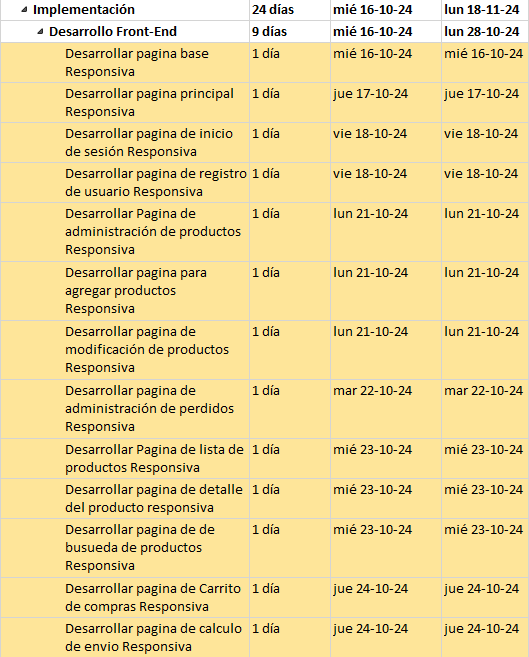 Implementación 24 días mié 16-10-24 lun 18-11-24
Desarrollo Front-End 9 días mié 16-10-24 lun 28-10-24
Desarrollar pagina base 1 día mié 16-10-24 mié 16-10-24
Responsiva
Desarrollar pagina principal 1 día jue 17-10-24 jue 17-10-24
Responsiva
Desarrollar pagina de inicio 1 día vie 18-10-24 vie 18-10-24
de sesión Responsiva
Desarrollar pagina de registro 1 día vie 18-10-24 vie 18-10-24
de usuario Responsiva
Desarrollar Pagina de 1 día lun 21-10-24 lun 21-10-24
administración de productos
Responsiva
Desarrollar pagina para 1 día lun 21-10-24 lun 21-10-24
agregar productos
Responsiva
Desarrollar pagina de 1 día lun 21-10-24 lun 21-10-24
modificación de productos
Responsiva
Desarrollar pagina de 1 día mar 22-10-24 mar 22-10-24
administración de perdidos
Responsiva
Desarrollar Pagina de lista de 1 día mié 23-10-24 mié 23-10-24
productos Responsiva
Desarrollar pagina de detalle 1 día mié 23-10-24 mié 23-10-24
del producto responsiva
Desarrollar pagina de de 1 día mié 23-10-24 mié 23-10-24
busueda de productos
Responsiva
Desarrollar pagina de Carrito 1 día jue 24-10-24 jue 24-10-24
de compras Responsiva
Desarrollar pagina de calculo 1 día jue 24-10-24 jue 24-10-24
de envio Responsiva